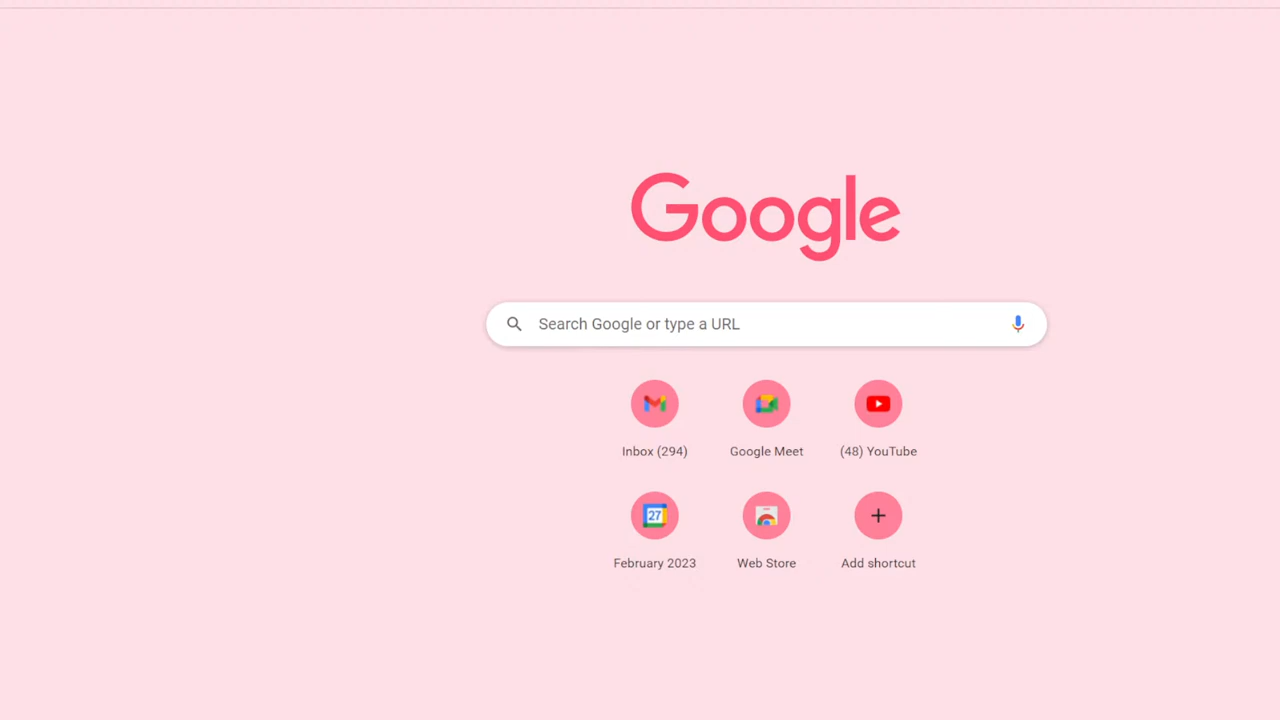 Google
Search Google or type a URL
Inbox (294)
Google Meet
(48) YouTube
27
February 2023
Web Store
Add shortcut